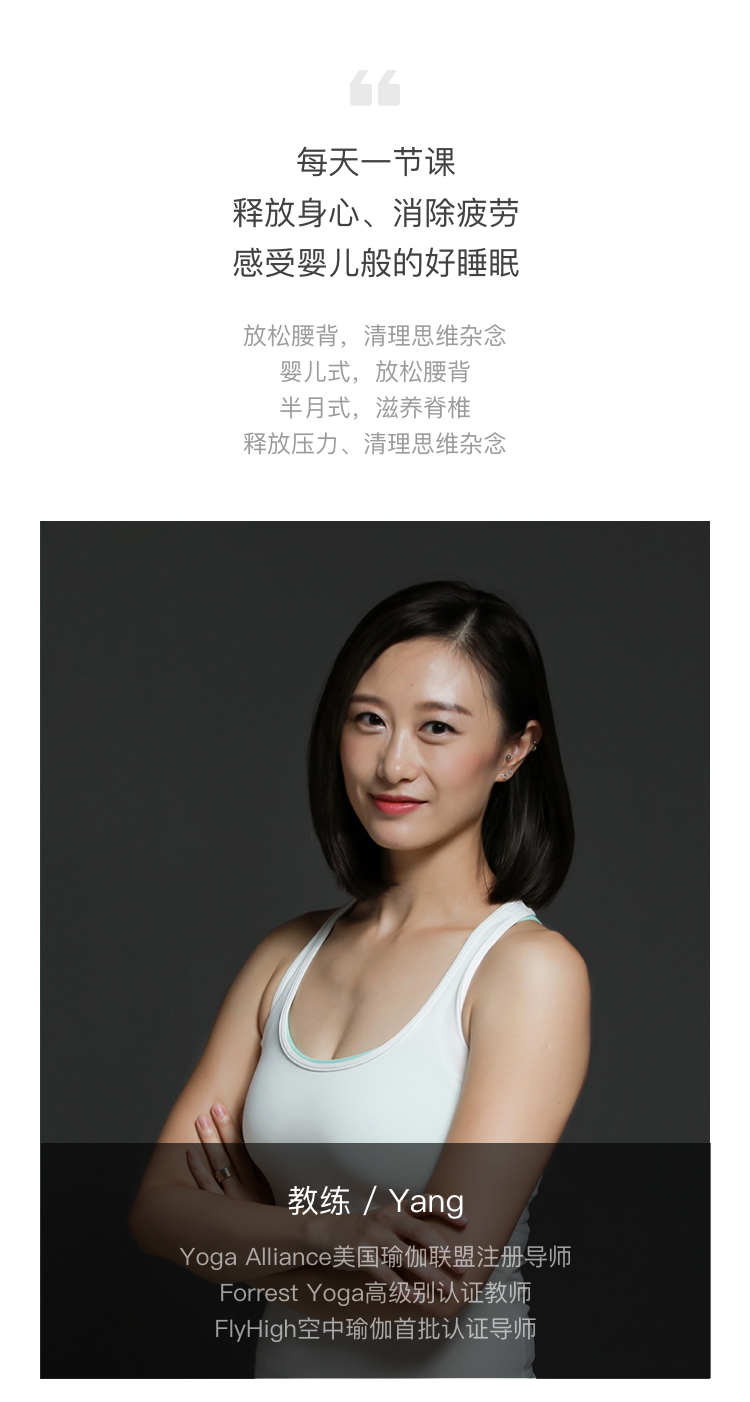 每天一节课
释放身心、消除疲劳
感受婴儿般的好睡眠
放松腰背，清理思维杂念
婴儿式，放松腰背
半月式，滋养脊椎
释放压力、清理思维杂念
教练 / Yang
Yoga Alliance美国瑜伽联盟注册导师
Forrest Yoga高级别认证教师
FlyHigh空中瑜伽首批认证导师